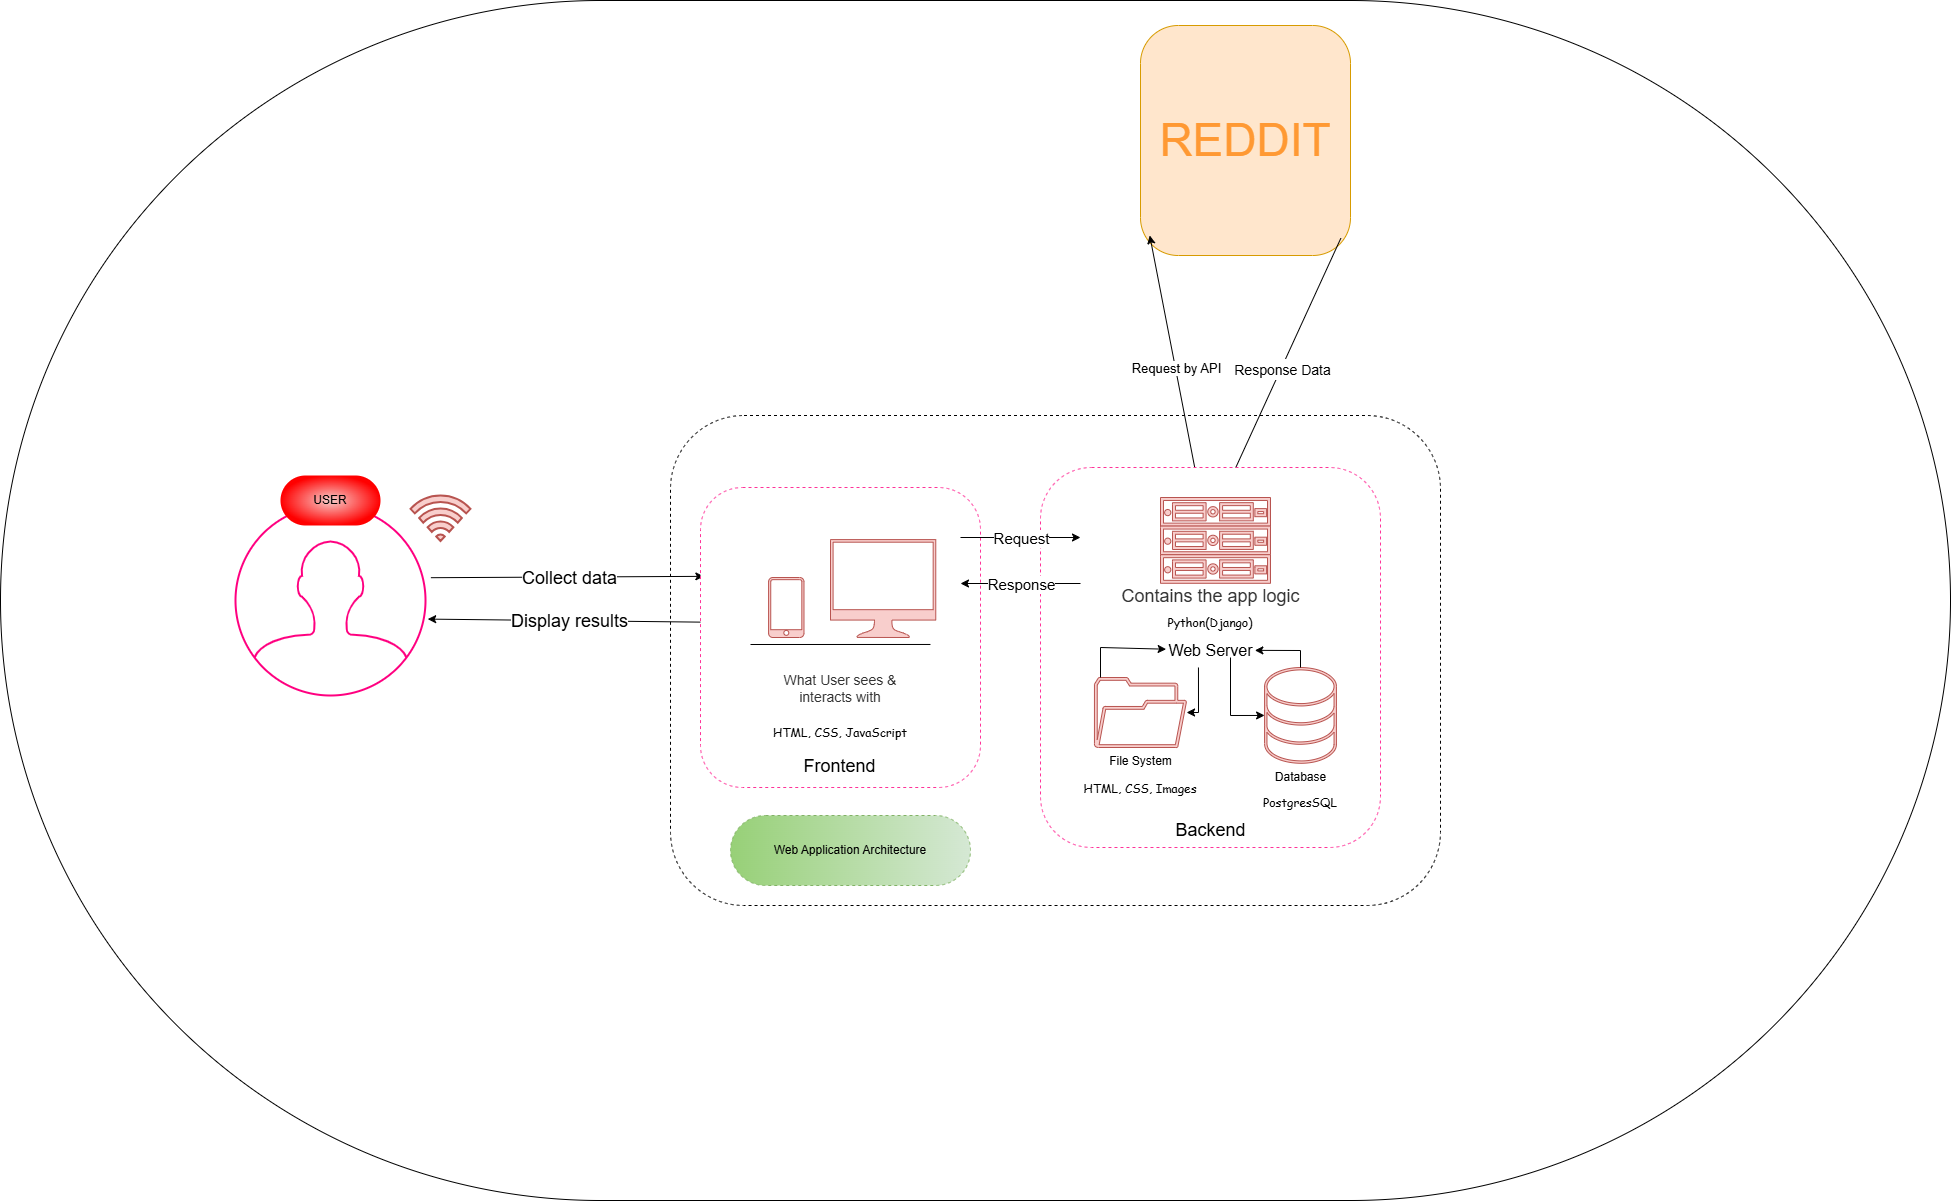 REDDIT
Request by API
Response Data
USER
Collect data
Display results
Request
Response
What User sees &
interacts with
HTML, CSS, JavaScript
Frontend
Contains the app logic
Python(Django)
Web Server
File System
HTML, CSS, Images
Database
PostgresSQL
Backend
Web Application Architecture